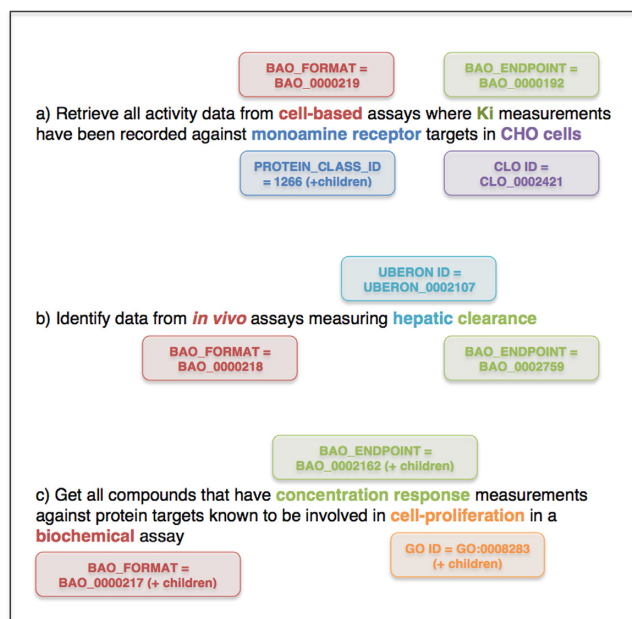 BAO_FORMAT =
BAO_0000219
BAO_ENDPOINT =
BAO_0000192
a) Retrieve all activity data from cell-based assays where Ki measurements
have been recorded against monoamine receptor targets in CHO cells
PROTEIN_CLASS_ID
= 1266 (+children)
CLO ID =
CLO_0002421
UBERON ID =
UBERON_0002107
b) Identify data from in vivo assays measuring hepatic clearance
BAO_FORMAT =
BAO_0000218
BAO_ENDPOINT =
BAO_0002759
BAO_ENDPOINT =
BAO_0002162 (+ children)
c) Get all compounds that have concentration response measurements
against protein targets known to be involved in cell-proliferation in a
biochemical assay
BAO_FORMAT =
BAO_0000217 (+ children)
GO ID = GO:0008283
(+ children)